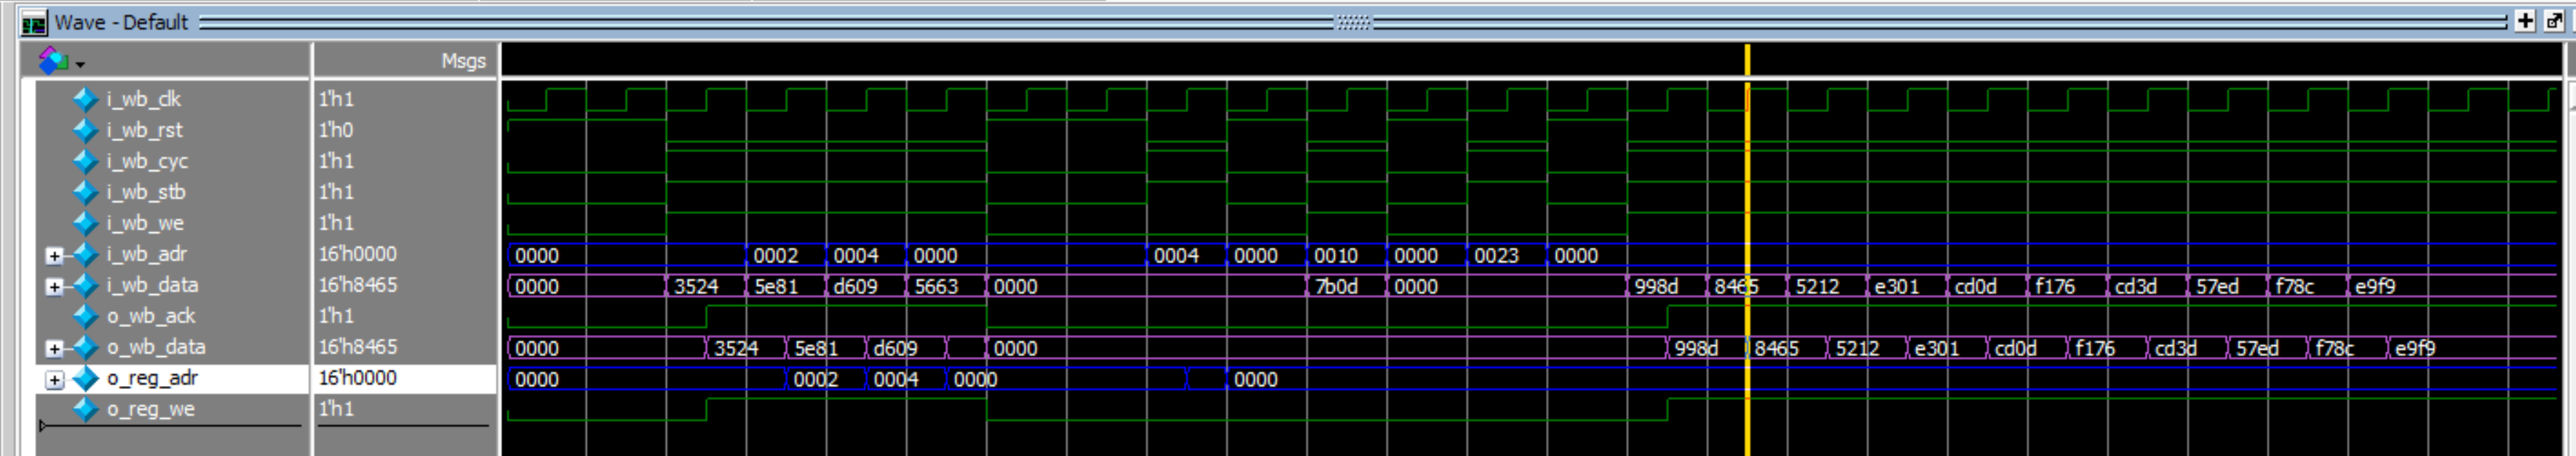 Wave - Default
Msgs
i_wb_clk 1'h1
i_wb_rst 1'h0
i_wb_cyc 1'h1
i_wb_stb 1'h1
i_wb_we 1'h1
i_wb_adr 16'h0000 0000 0002 0004 0000 0004 0000 0010 0000 0023 0000
i_wb_data 16'h8465 0000 3524 5e81 d609 5663 0000 7b0d 0000 998d 8465 5212 e301 cd0d f176 cd3d 57ed f78c e9f9
o_wb_ack 1'h1
o_wb_data 16'h8465 0000 3524 5e81 d609 0000 998d 8465 5212 e301 cd0d f176 cd3d 57ed f78c e9f9
o_reg_adr 16'h0000 0000 0002 0004 0000 0000
o_reg_we 1'h1